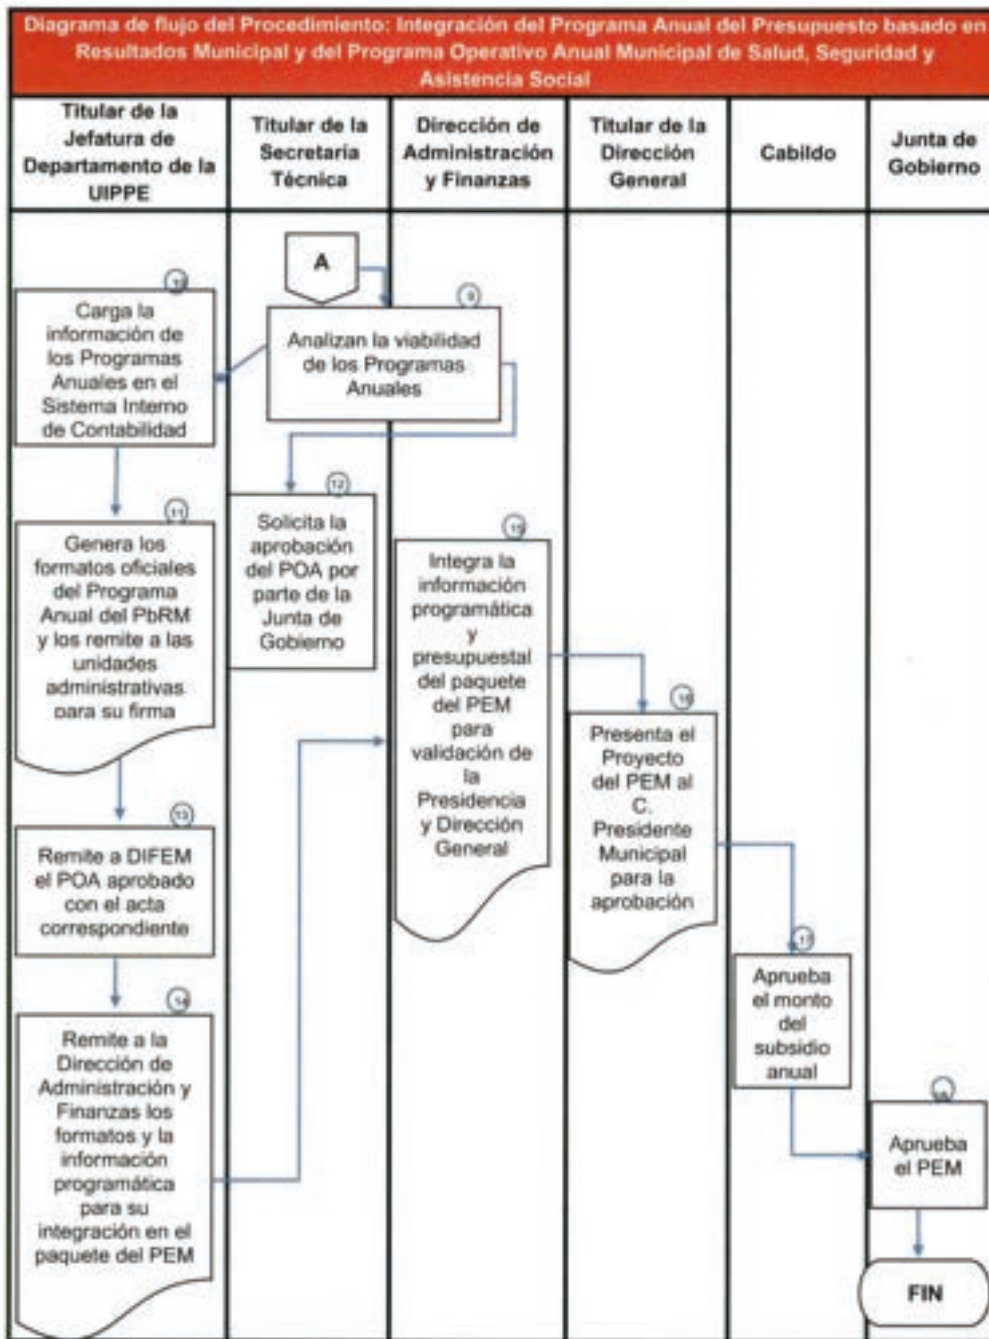 Diagrama de flujo del Procedimiento: Integración del Programa Anual del Presupuesto basado en
Resultados Municipal y del Programa Operativo Anual Municipal de Salud, Seguridad y
Asistencia Social
Titular de la
Jefatura de
Departamento de la
UIPPE
Titular de la
Secretaría
Técnica
Dirección de
Administración
y Finanzas
Titular de la
Dirección
General
Cabildo
Junta de
Gobierno
A
9
Analizan la viabilidad
de los Programas
Anuales
10
Carga la
información de
los Programas
Anuales en el
Sistema Interno
de Contabilidad
11
Genera los
formatos oficiales
del Programa
Anual del PbRM
y los remite a las
unidades
administrativas
para su firma
12
Solicita la
aprobación
del POA por
parte de la
Junta de
Gobierno
13
Remite a DIFEM
el POA aprobado
con el acta
correspondiente
14
Remite a la
Dirección de
Administración y
Finanzas los
formatos y la
información
programática
para su
integración en el
paquete del PEM
15
Integra la
información
programática
y
presupuestal
del paquete
del PEM
para
validación de
la
Presidencia
y Dirección
General
16
Presenta el
Proyecto
del PEM al
C.
Presidente
Municipal
para la
aprobación
17
Aprueba
el monto
del
subsidio
anual
Aprueba
el PEM
FIN